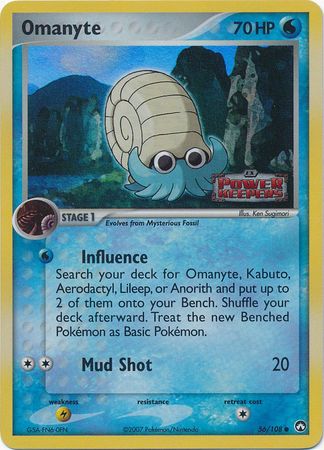 Omanyte
70 HP
EX
POWER
KEEPERS
Illus. Ken Sugimori
STAGE 1
Evolves from Mysterious Fossil
Influence
Search your deck for Omanyte, Kabuto,
Aerodactyl, Lileep, or Anorith and put up to
2 of them onto your Bench. Shuffle your
deck afterward. Treat the new Benched
Pokémon as Basic Pokémon.
Mud Shot 20
weakness resistance retreat cost
GSA-FN6-0FN ©2007 Pokémon/Nintendo 56/108